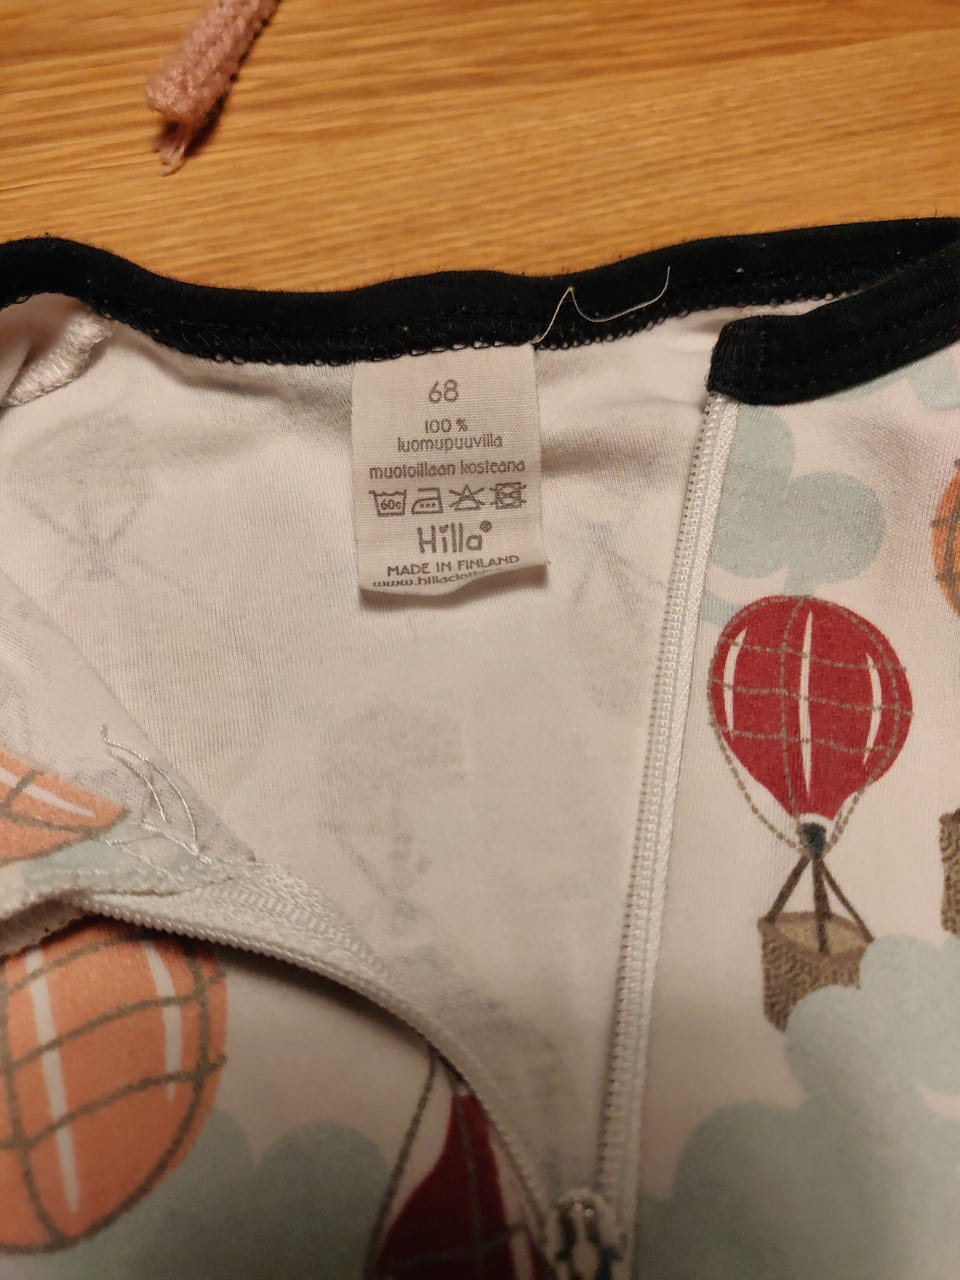 68
100 %
luomupuuvilla
muotoillaan kosteana
60c
Hilla®
MADE IN FINLAND